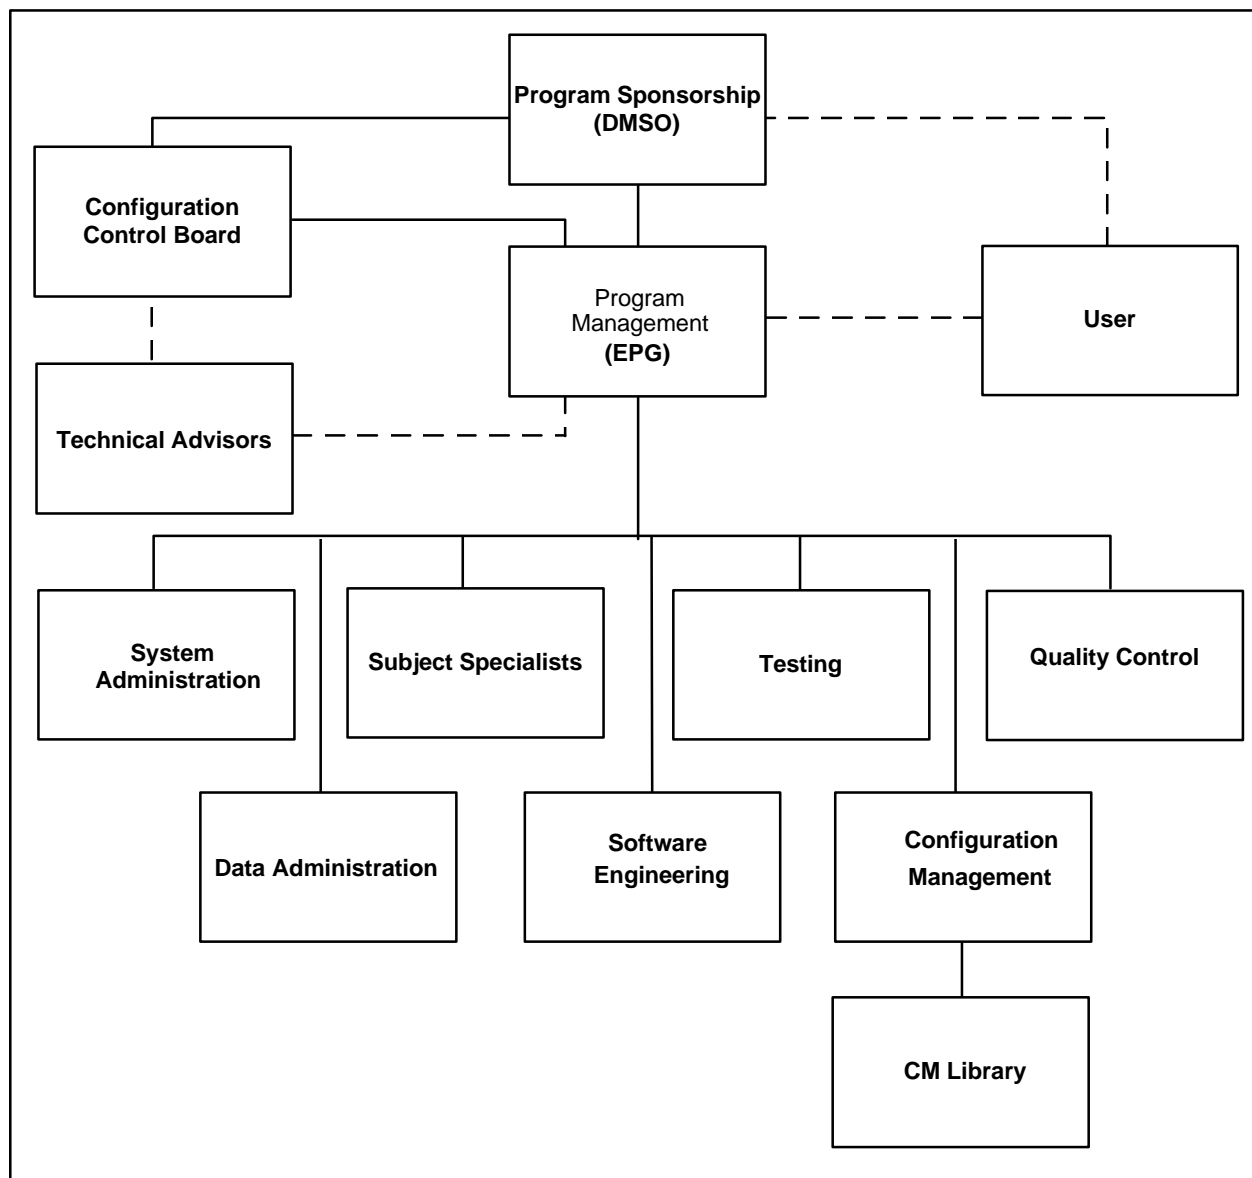 Program Sponsorship
(DMSO)
Configuration
Control Board
Program
Management
(EPG)
User
Technical Advisors
System
Administration
Subject Specialists
Testing
Quality Control
Data Administration
Software
Engineering
Configuration
Management
CM Library